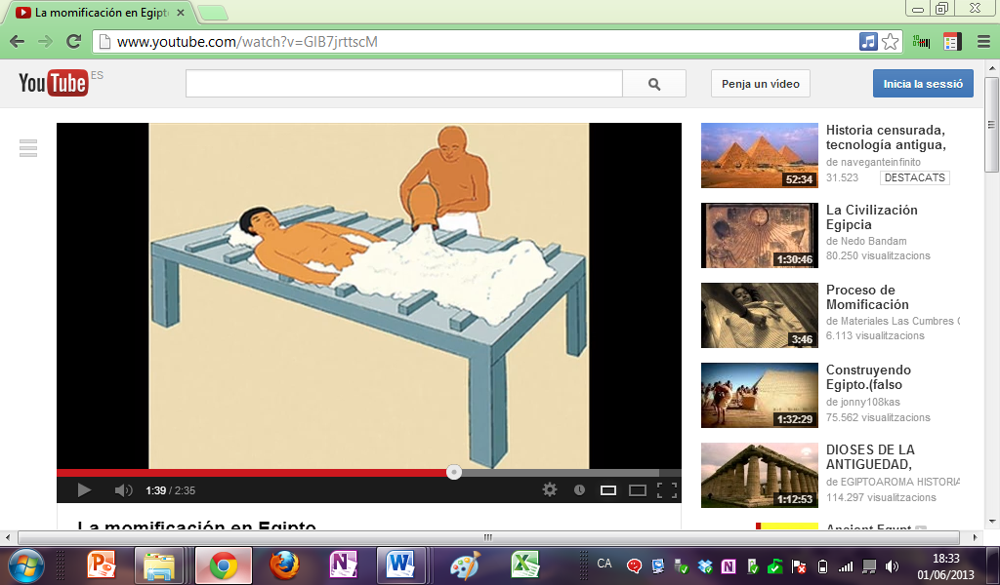 La momificación en Egipt
www.youtube.com/watch?v=GIB7jrttscM
YouTube ES
Penja un vídeo
Inicia la sessió
52:34
Historia censurada,
tecnología antigua,
de naveganteinfinito
31.523 DESTACATS
1:30:46
La Civilización
Egipcia
de Nedo Bandam
80.250 visualitzacions
3:46
Proceso de
Momificación
de Materiales Las Cumbres
6.113 visualitzacions
1:32:29
Construyendo
Egipto.(falso
de jonny108kas
75.562 visualitzacions
1:12:53
DIOSES DE LA
ANTIGUEDAD,
de EGIPTOAROMA HISTORIA
114.297 visualitzacions
Ancient Egypt
1:39 / 2:35
La momificación en Egipto
CA
18:33
01/06/2013